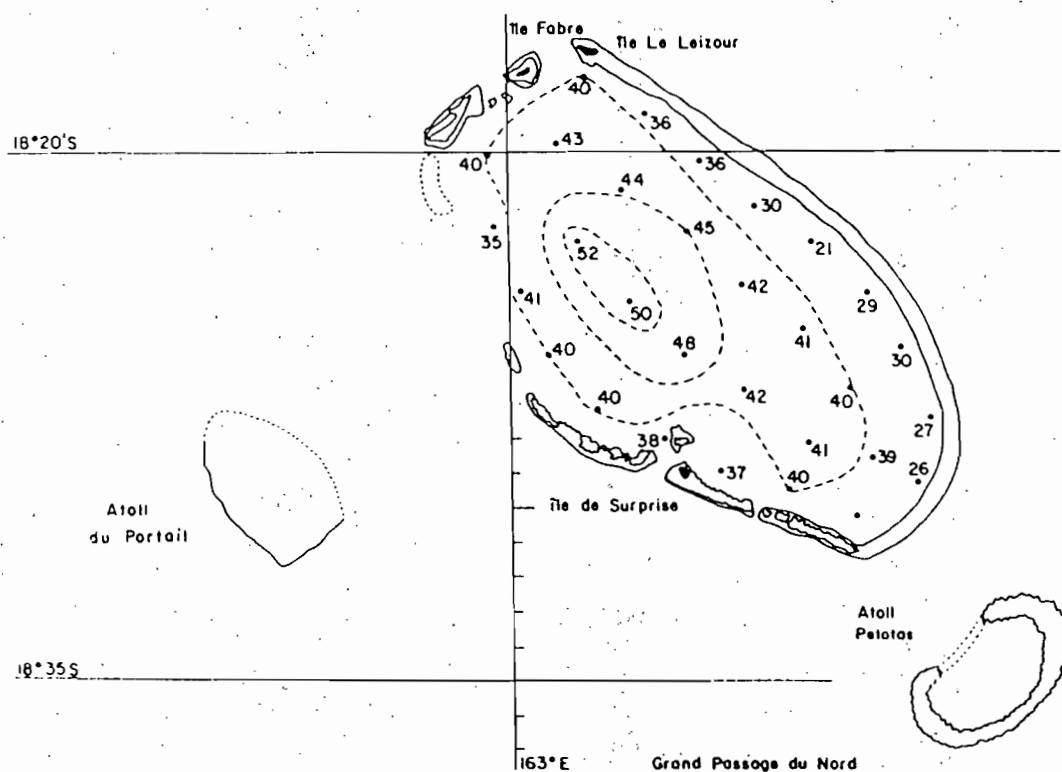 Île Fabre
Île Le Leizour
40
36
18°20'S
43
40
36
44
30
35
45
21
52
42
29
41
50
41
30
40
48
40
42
40
27
38
41
39
37
40
26
Île de Surprise
Atoll
du Portail
Atoll
Pelotas
18°35 S
163° E
Grand Passage du Nord